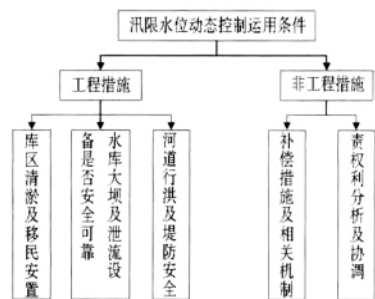 汛限水位动态控制运用条件
工程措施
非工程措施
库区清淤及移民安置
水库大坝及泄流设
备是否安全可靠
河道行洪及堤防安全
补偿措施及相关机制
责权利分析及协调